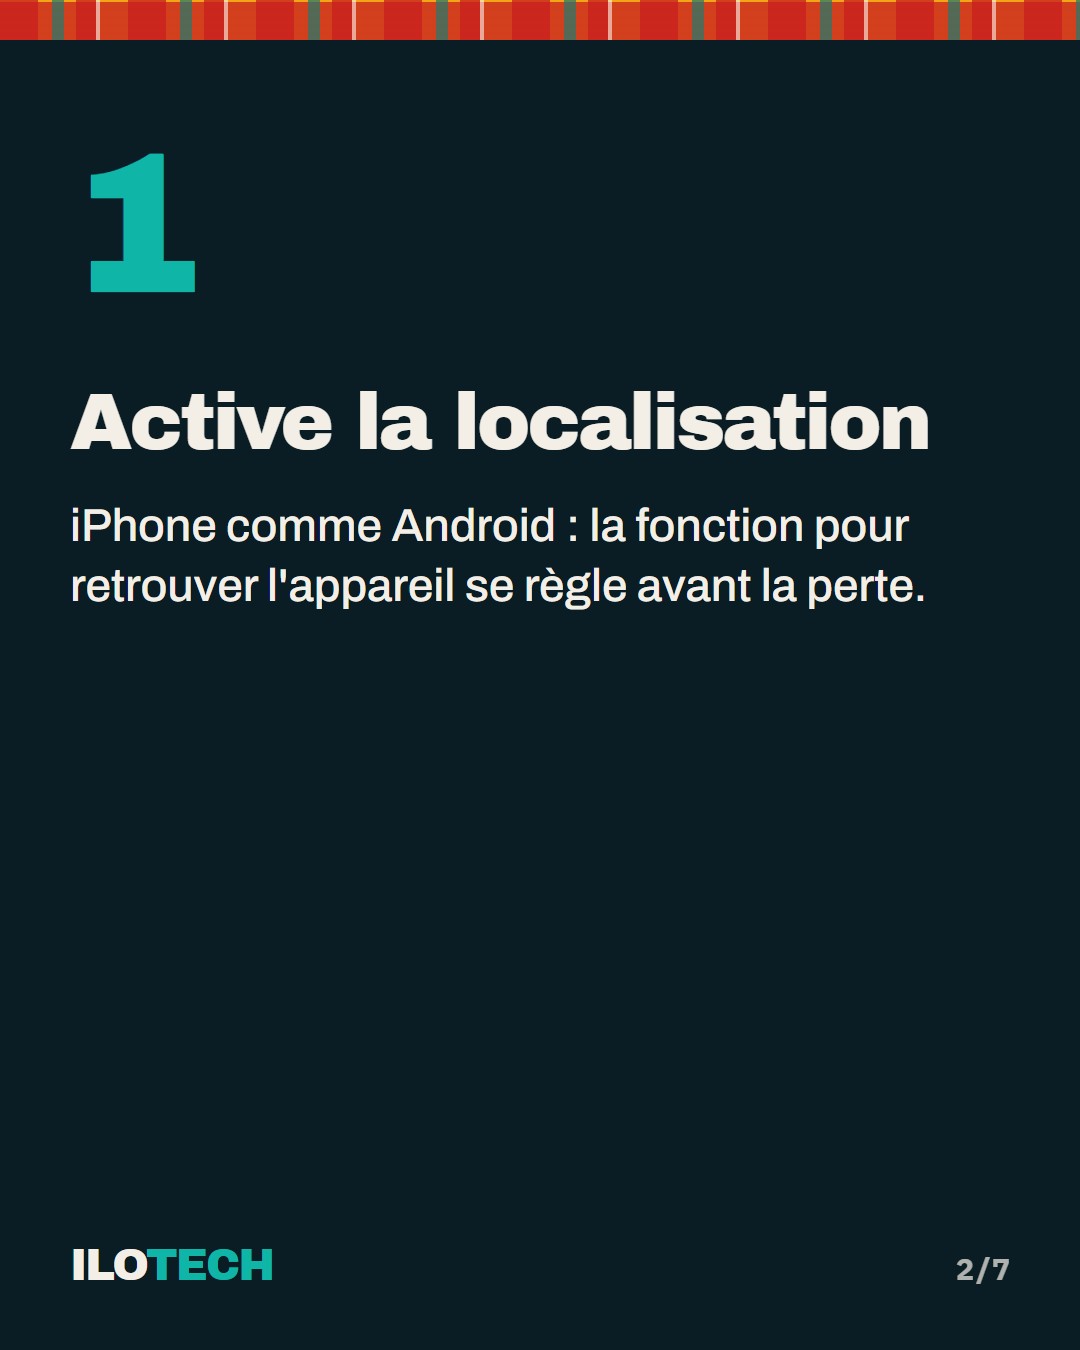 1
Active la localisation
iPhone comme Android : la fonction pour
retrouver l'appareil se règle avant la perte.
ILOTECH
2/7